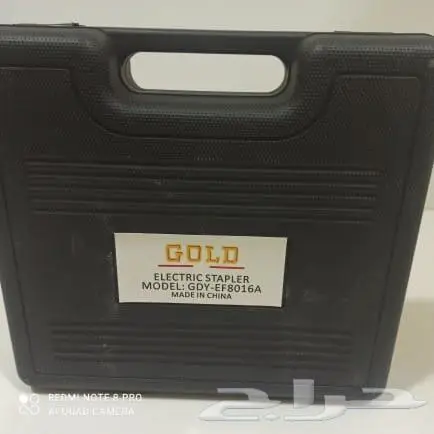 GOLD
ELECTRIC STAPLER
MODEL: GDY-EF8016A
MADE IN CHINA
REDMI NOTE 8 PRO
AI QUAD CAMERA
حراج